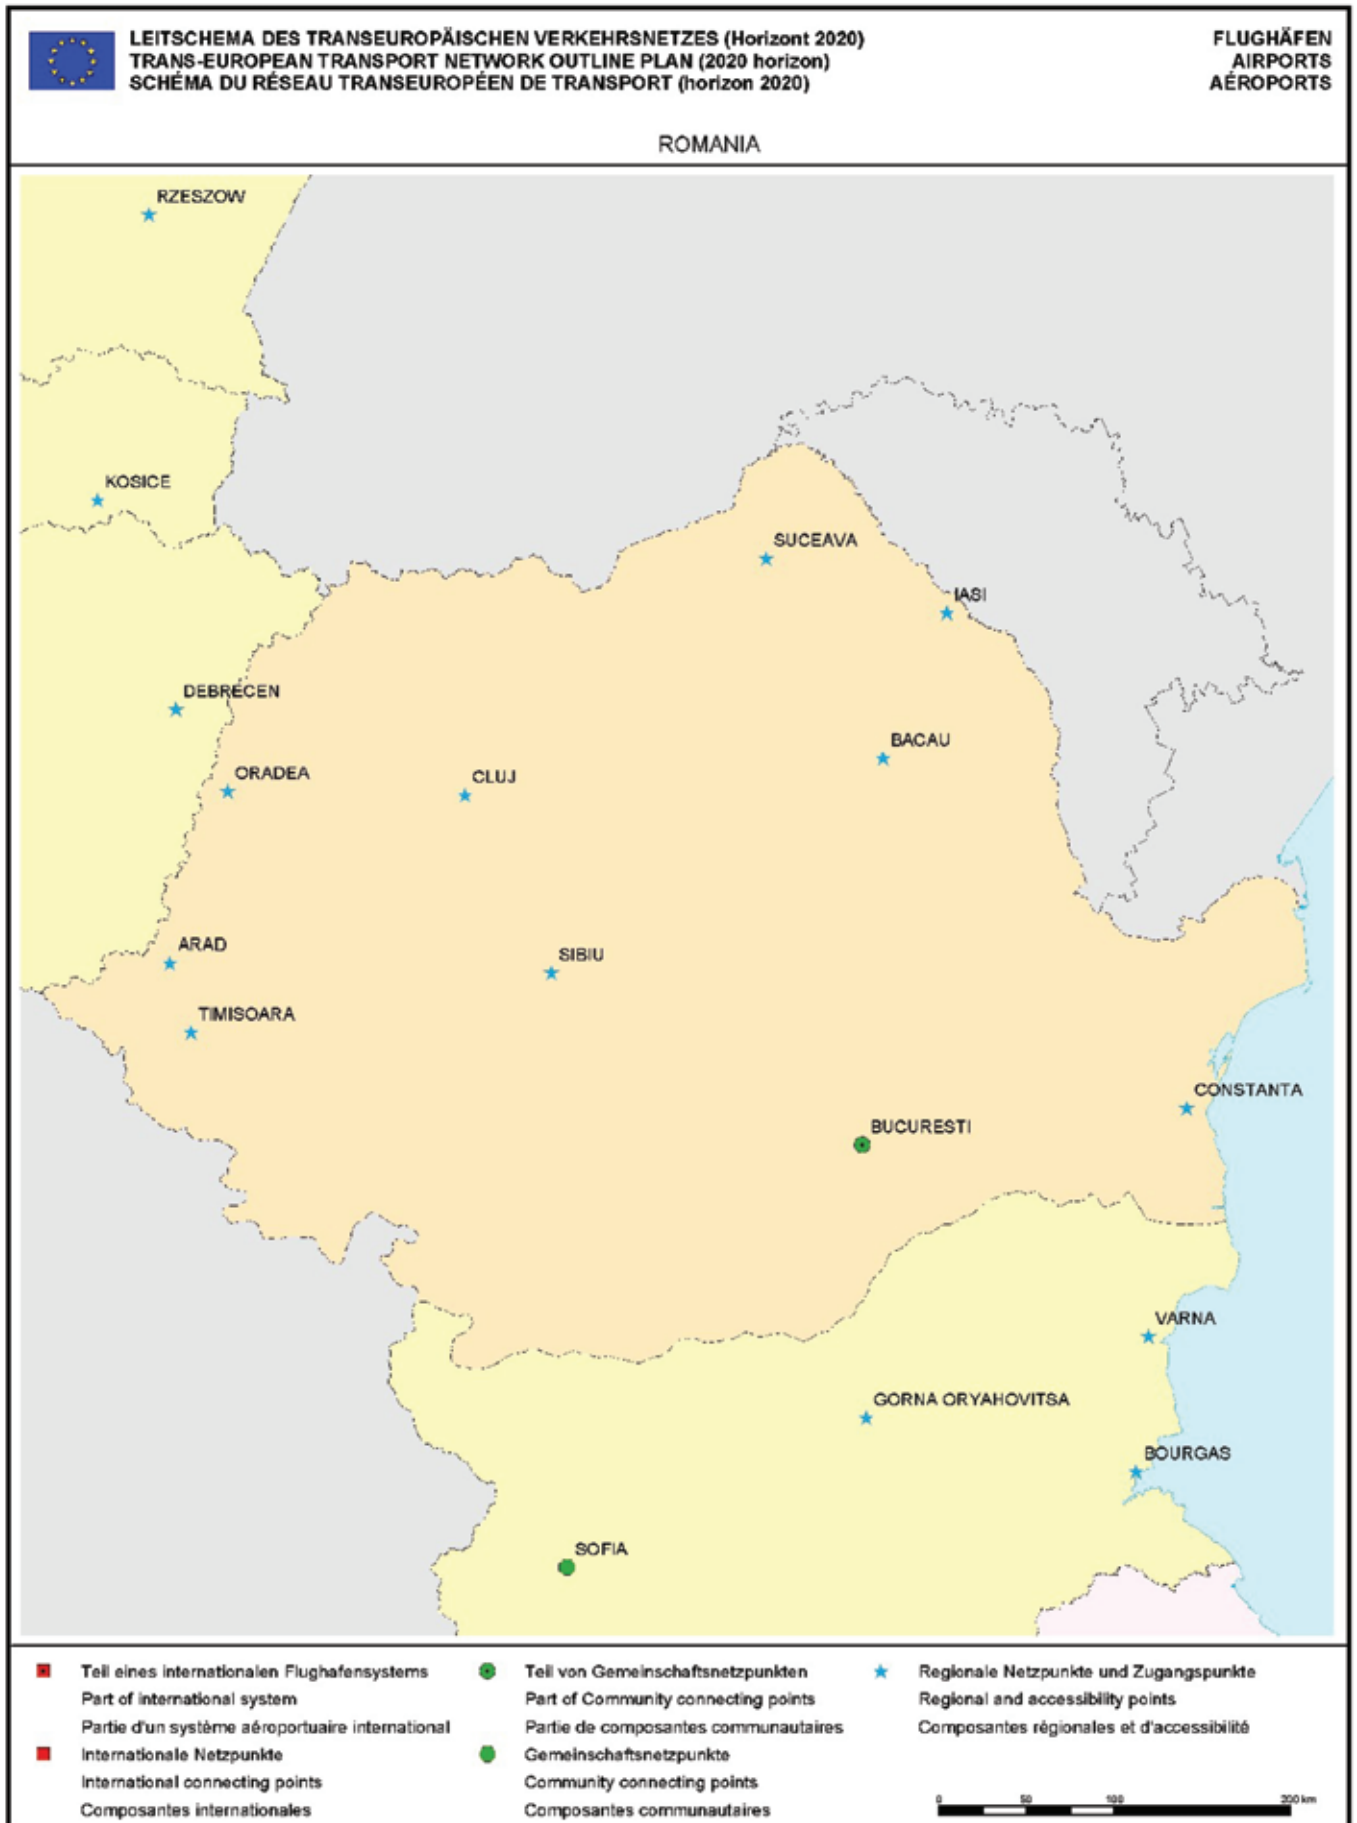 LEITSCHEMA DES TRANSEUROPÄISCHEN VERKEHRSNETZES (Horizont 2020)
TRANS-EUROPEAN TRANSPORT NETWORK OUTLINE PLAN (2020 horizon)
SCHÉMA DU RÉSEAU TRANSEUROPÉEN DE TRANSPORT (horizon 2020)
FLUGHÄFEN
AIRPORTS
AÉROPORTS
ROMANIA
RZESZOW
KOSICE
SUCEAVA
IASI
DEBRECEN
BACAU
ORADEA
CLUJ
ARAD
SIBIU
TIMISOARA
CONSTANTA
BUCURESTI
VARNA
GORNA ORYAHOVITSA
BOURGAS
SOFIA
Teil eines internationalen Flughafensystems
Part of international system
Partie d'un système aéroportuaire international
Internationale Netzpunkte
International connecting points
Composantes internationales
Teil von Gemeinschaftsnetzpunkten
Part of Community connecting points
Partie de composantes communautaires
Gemeinschaftsnetzpunkte
Community connecting points
Composantes communautaires
Regionale Netzpunkte und Zugangspunkte
Regional and accessibility points
Composantes régionales et d'accessibilité
0 50 100 200 km